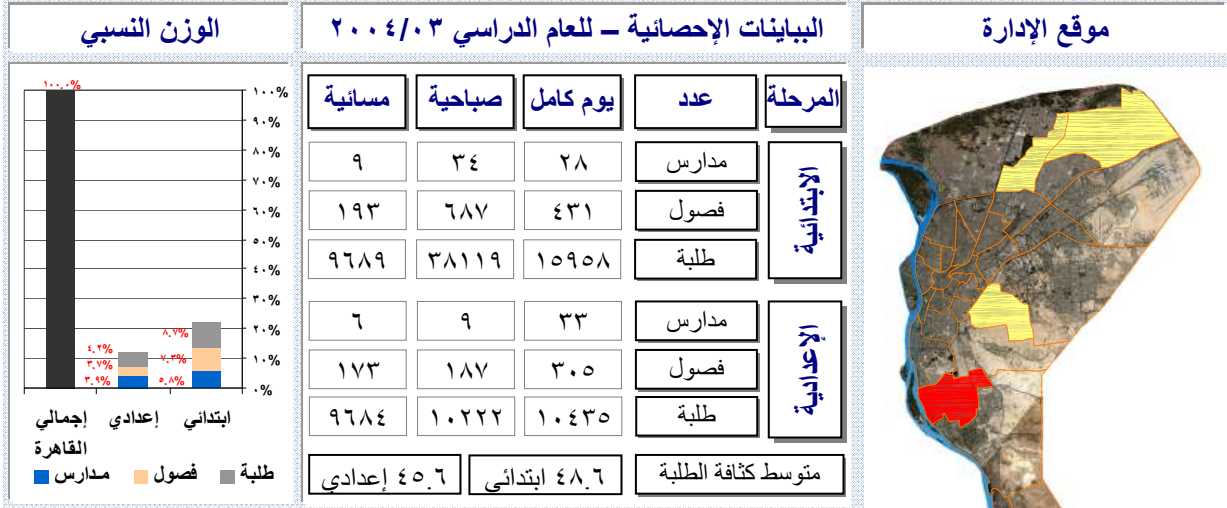 موقع الإدارة
البباينات الإحصائية – للعام الدراسي ٢٠٠٤/٠٣
الوزن النسبي
المرحلة عدد يوم كامل صباحية مسائية
الابتدائية
مدارس ٢٨ ٣٤ ٩
فصول ٤٣١ ٦٨٧ ١٩٣
طلبة ١٥٩٥٨ ٣٨١١٩ ٩٦٨٩
الإعدادية
مدارس ٣٣ ٩ ٦
فصول ٣٠٥ ١٨٧ ١٧٣
طلبة ١٠٤٣٥ ١٠٢٢٢ ٩٦٨٤
متوسط كثافة الطلبة ٤٨.٦ ابتدائي ٤٥.٦ إعدادي
١٠٠%
٩٠%
٨٠%
٧٠%
٦٠%
٥٠%
٤٠%
٣٠%
٢٠%
١٠%
٠%
٨.٧%
٧.٣%
٥.٨%
٤.٢%
٣.٧%
٣.٩%
١٠٠.٠%
ابتدائي إعدادي إجمالي
القاهرة
طلبة فصول مدارس